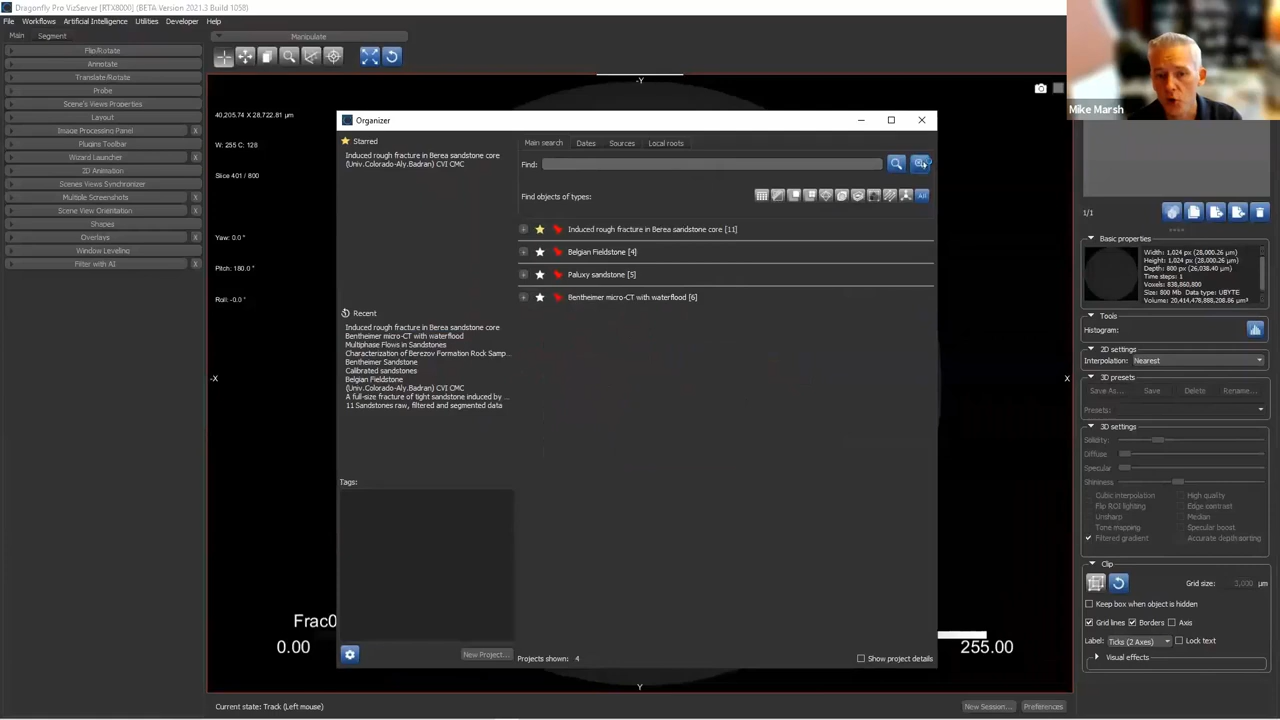 Dragonfly Pro VizServer [RTX8000] (BETA Version 2021.3 Build 1058)
File Workflows Artificial Intelligence Utilities Developer Help
Main Segment
Flip/Rotate
Annotate
Translate/Rotate
Probe
Scene's Views Properties
Layout
Image Processing Panel X
Plugins Toolbar
Wizard Launcher X
2D Animation
Scenes Views Synchronizer
Multiple Screenshots X
Scene View Orientation X
Shapes
Overlays X
Window Leveling
Filter with AI X
Manipulate
-Y
40,205.74 X 28,722.81 µm
W: 255 C: 128
Slice 401 / 800
Yaw: 0.0 °
Pitch: 180.0 °
Roll: -0.0 °
-X
X
Y
Frac0
0.00
255.00
Organizer
Starred
Induced rough fracture in Berea sandstone core
(Univ.Colorado-Aly.Badran) CVI CMC
Recent
Induced rough fracture in Berea sandstone core
Bentheimer micro-CT with waterflood
Multiphase Flows in Sandstones
Characterization of Berezov Formation Rock Samp...
Bentheimer Sandstone
Calibrated sandstones
Belgian Fieldstone
(Univ.Colorado-Aly.Badran) CVI CMC
A full-size fracture of tight sandstone induced by ...
11 Sandstones raw, filtered and segmented data
Tags:
New Project...
Main search Dates Sources Local roots
Find:
Find objects of types:
All
Induced rough fracture in Berea sandstone core [11]
Belgian Fieldstone [4]
Paluxy sandstone [5]
Bentheimer micro-CT with waterflood [6]
Projects shown: 4
Show project details
Current state: Track (Left mouse)
New Session...
Preferences
Mike Marsh
1/1
Basic properties
Width: 1,024 px (28,000.26 µm)
Height: 1,024 px (28,000.26 µm)
Depth: 800 px (26,038.40 µm)
Time steps: 1
Voxels: 838,860,800
Size: 800 Mb Data type: UBYTE
Volume: 20,414,478,888,208.86 µm³
Tools
Histogram:
2D settings
Interpolation: Nearest
3D presets
Save As... Save Delete Rename...
Presets:
3D settings
Solidity:
Diffuse:
Specular
Shininess
Cubic interpolation High quality
Flip ROI lighting Edge contrast
Unsharp Median
Tone mapping Specular boost
Filtered gradient Accurate depth sorting
Clip
Grid size: 3,000 µm
Keep box when object is hidden
Grid lines Borders Axis
Label: Ticks (2 Axes) Lock text
Visual effects